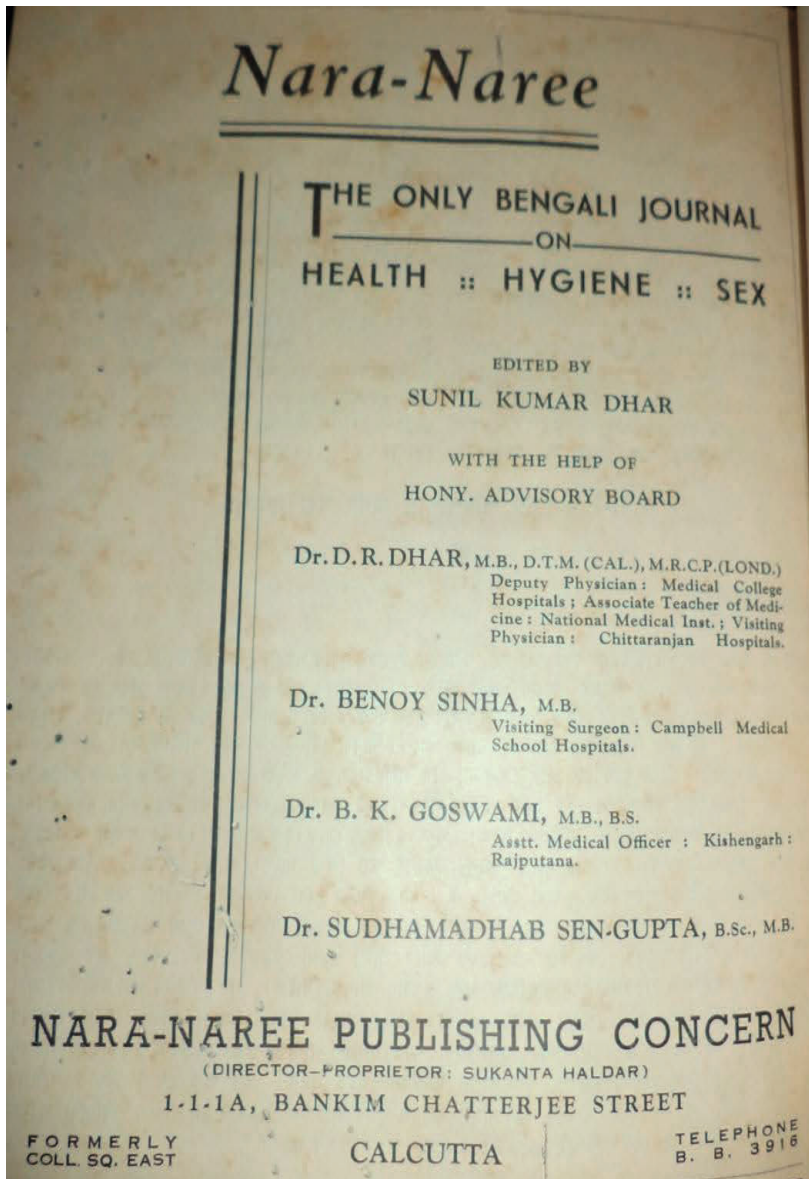 Nara-Naree
THE ONLY BENGALI JOURNAL
ON
HEALTH :: HYGIENE :: SEX
EDITED BY
SUNIL KUMAR DHAR
WITH THE HELP OF
HONY. ADVISORY BOARD
Dr. D. R. DHAR, M.B., D.T.M. (CAL.), M.R.C.P.(LOND.)
Deputy Physician : Medical College
Hospitals ; Associate Teacher of Medi-
cine : National Medical Inst. ; Visiting
Physician : Chittaranjan Hospitals.
Dr. BENOY SINHA, M.B.
Visiting Surgeon : Campbell Medical
School Hospitals.
Dr. B. K. GOSWAMI, M.B., B.S.
Asstt. Medical Officer : Kishengarh :
Rajputana.
Dr. SUDHAMADHAB SEN-GUPTA, B.Sc., M.B.
NARA-NAREE PUBLISHING CONCERN
(DIRECTOR-PROPRIETOR : SUKANTA HALDAR)
1-1-1A, BANKIM CHATTERJEE STREET
FORMERLY
COLL. SQ. EAST
CALCUTTA
TELEPHONE
B. B. 3916